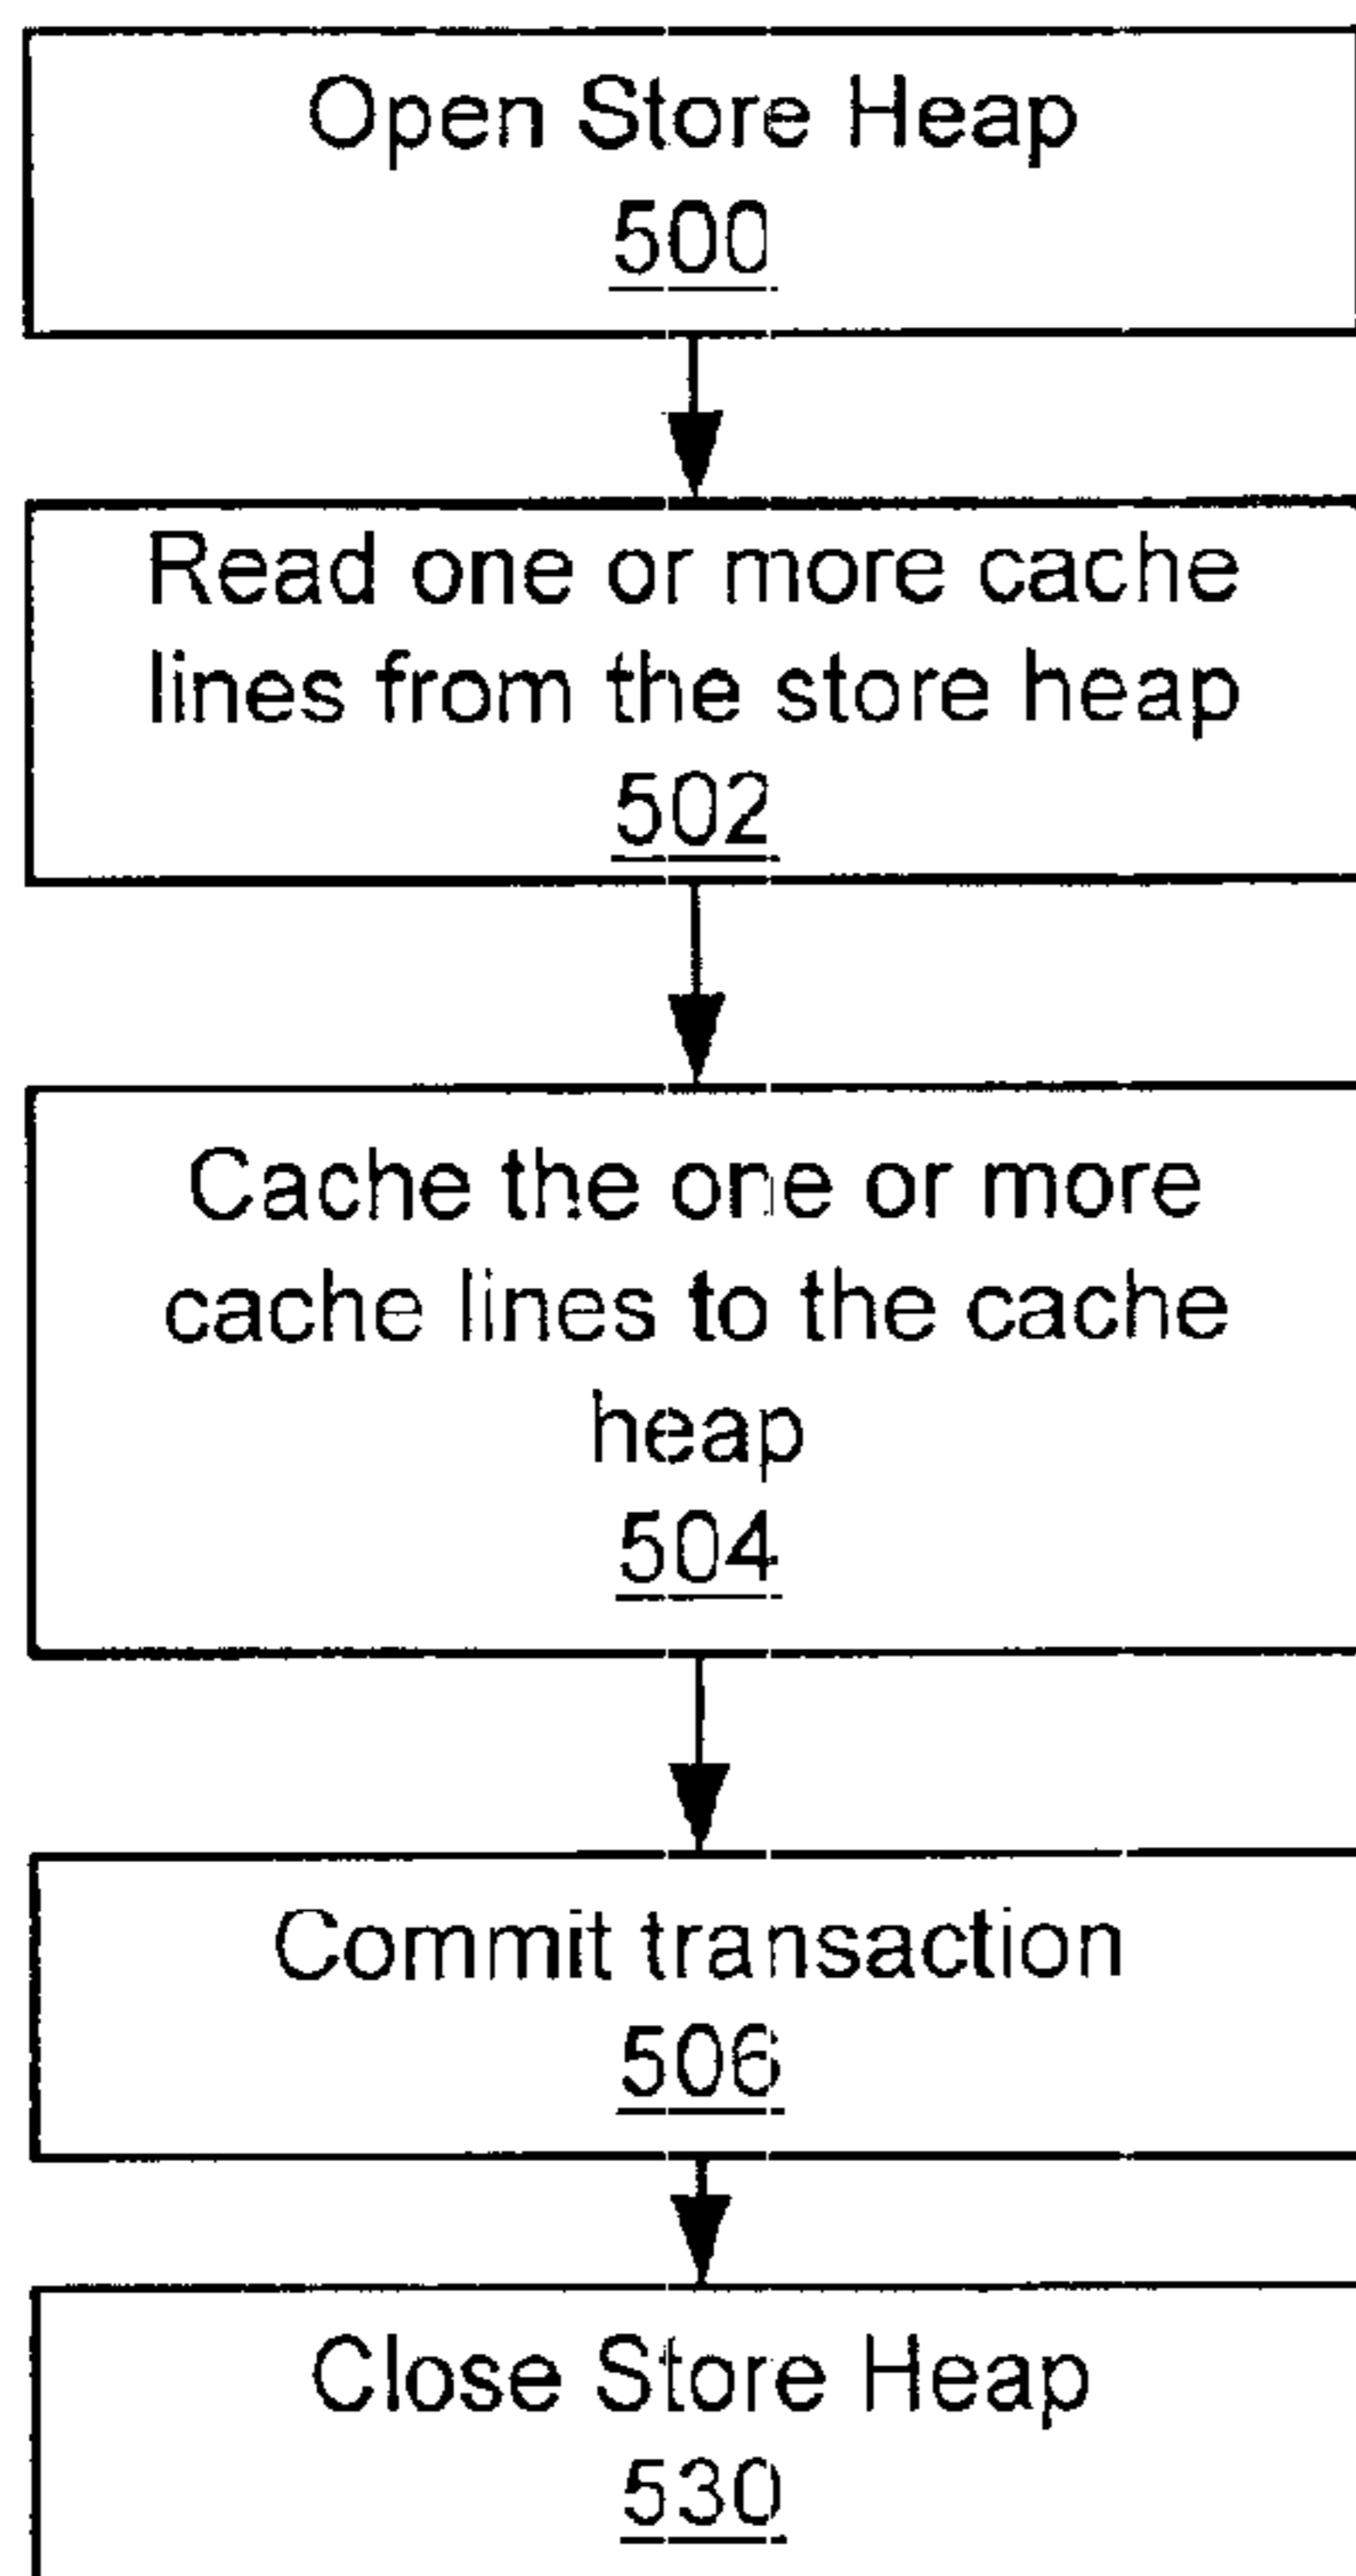 Open Store Heap
500
Read one or more cache
lines from the store heap
502
Cache the one or more
cache lines to the cache
heap
504
Commit transaction
506
Close Store Heap
530